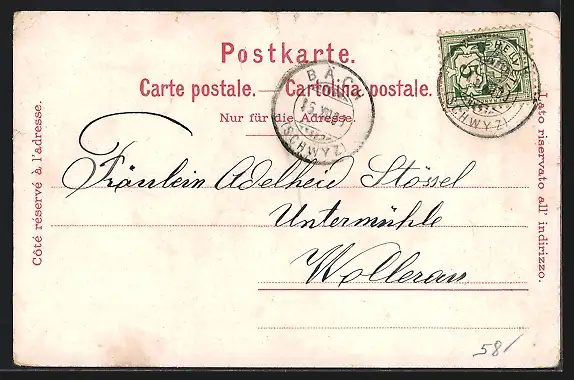 Postkarte.
Carte postale. — Cartolina postale.
Nur für die Adresse.
Côté réservé à l'adresse.
Lato riservato all' indirizzo.
BÄCH
(SCHWYZ)
(SCHWYZ)
Fräulein Adelheid Stössel
Untermühle
Wollerau
58